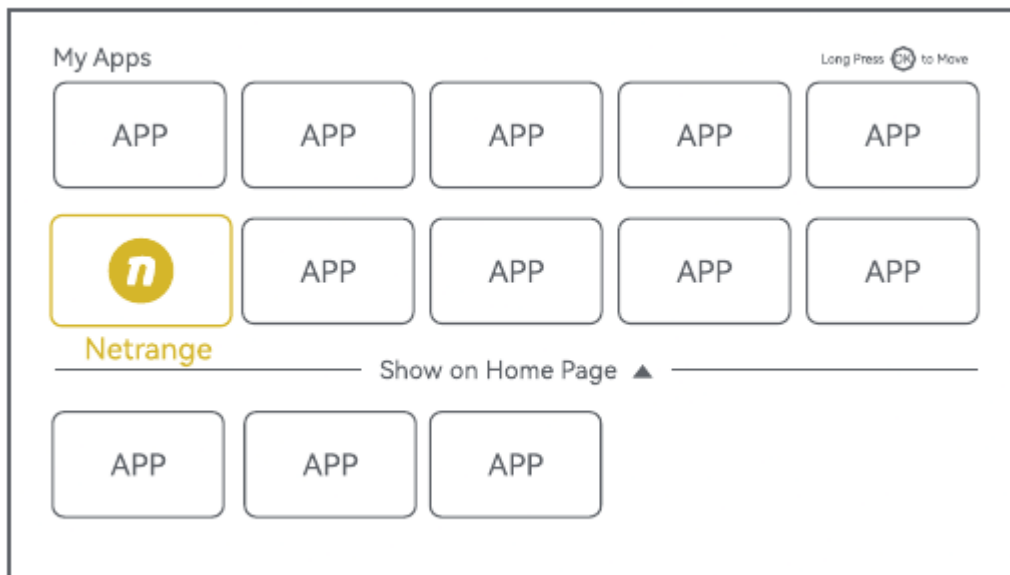 My Apps
Long Press OK to Move
APP APP APP APP APP
n APP APP APP APP
Netrange
Show on Home Page ▲
APP APP APP